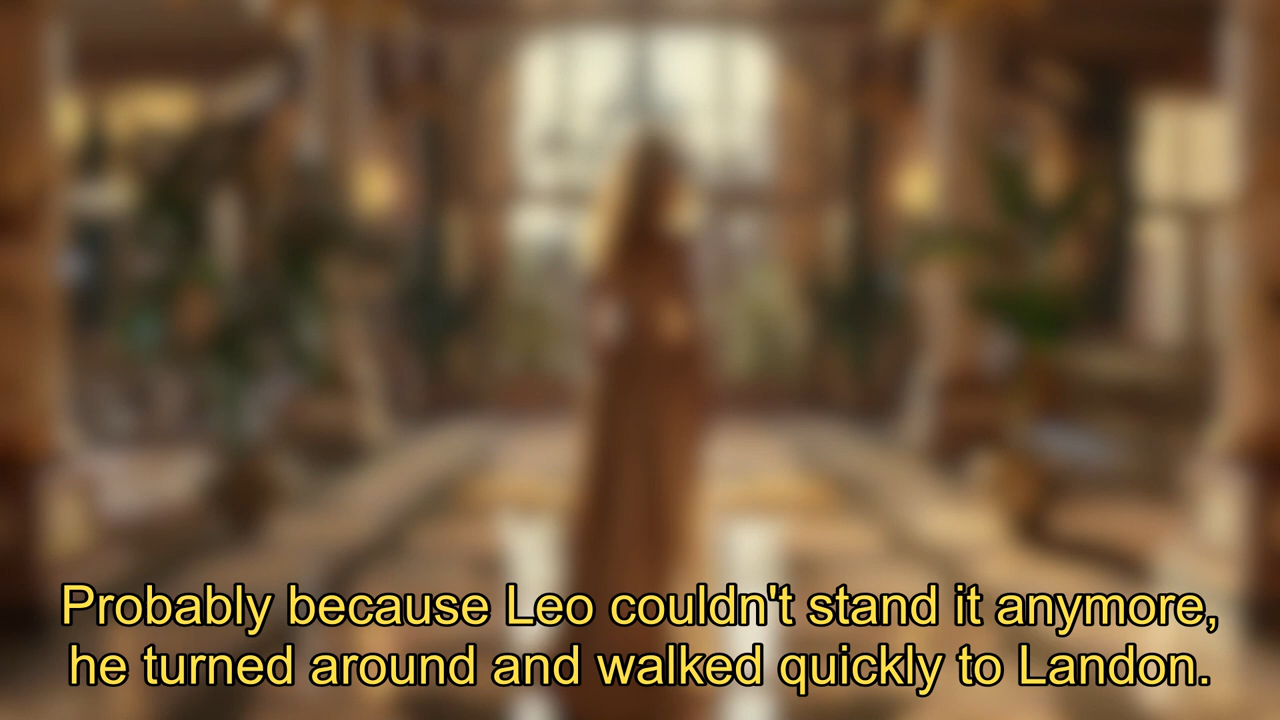 Probably because Leo couldn't stand it anymore,
he turned around and walked quickly to Landon.